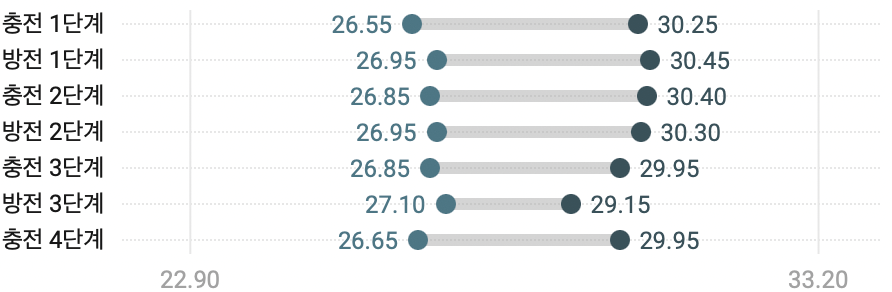 충전 1단계 26.55 30.25
방전 1단계 26.95 30.45
충전 2단계 26.85 30.40
방전 2단계 26.95 30.30
충전 3단계 26.85 29.95
방전 3단계 27.10 29.15
충전 4단계 26.65 29.95
22.90 33.20